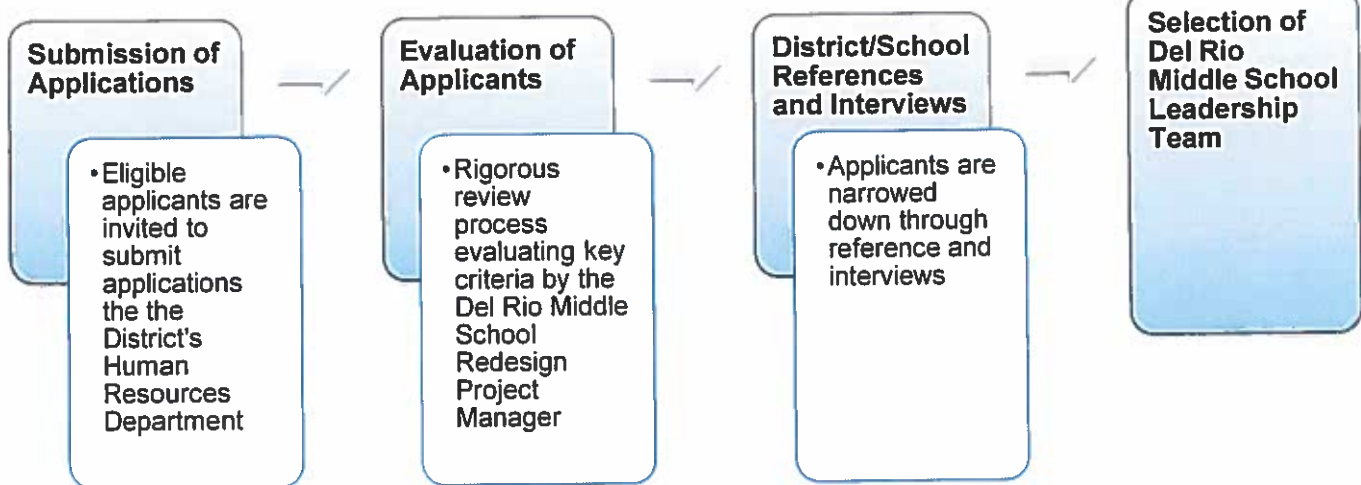 Submission of
Applications
•Eligible
applicants are
invited to
submit
applications
the the
District's
Human
Resources
Department
Evaluation of
Applicants
•Rigorous
review
process
evaluating key
criteria by the
Del Rio Middle
School
Redesign
Project
Manager
District/School
References
and Interviews
•Applicants are
narrowed
down through
reference and
interviews
Selection of
Del Rio
Middle School
Leadership
Team